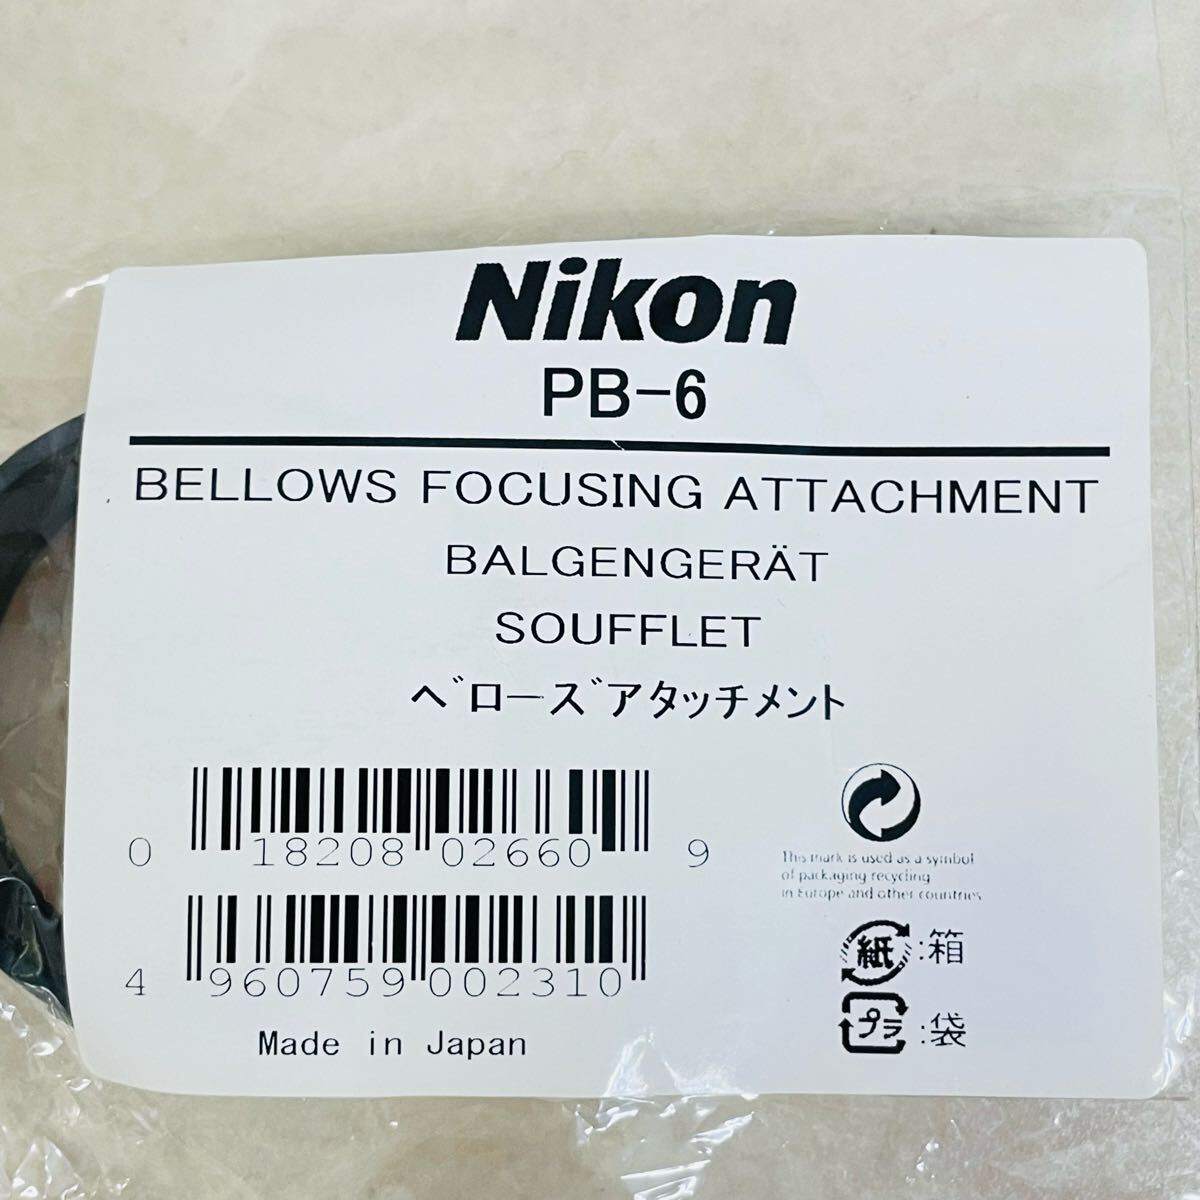 Nikon
PB-6
BELLOWS FOCUSING ATTACHMENT
BALGENGERÄT
SOUFFLET
ベローズアタッチメント
0 18208 02660 9
This mark is used as a symbol
of packaging recycling
in Europe and other countries
紙:箱
4 960759 002310
プラ:袋
Made in Japan